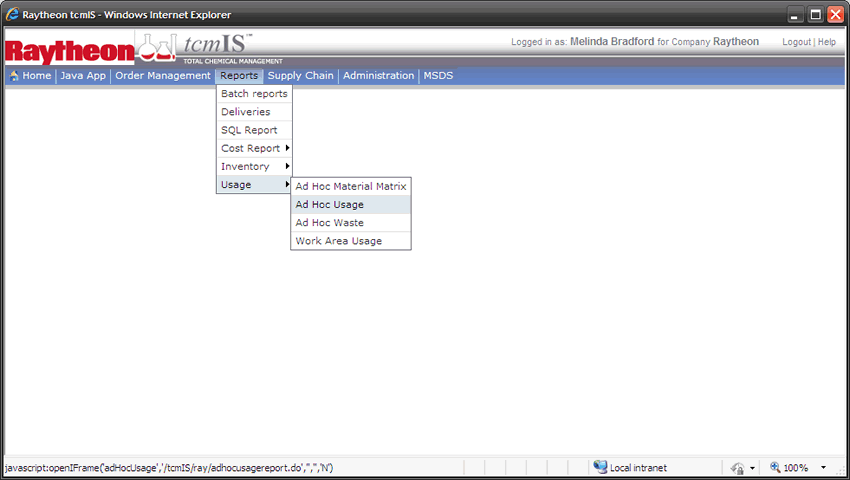 Raytheon tcmIS - Windows Internet Explorer
Raytheon tcmIS™
TOTAL CHEMICAL MANAGEMENT
Logged in as: Melinda Bradford for Company Raytheon Logout | Help
Home | Java App | Order Management | Reports | Supply Chain | Administration | MSDS
Batch reports
Deliveries
SQL Report
Cost Report
Inventory
Usage
Ad Hoc Material Matrix
Ad Hoc Usage
Ad Hoc Waste
Work Area Usage
javascript:openIFrame('adHocUsage','/tcmIS/ray/adhocusagereport.do','','','N') Local intranet 100%